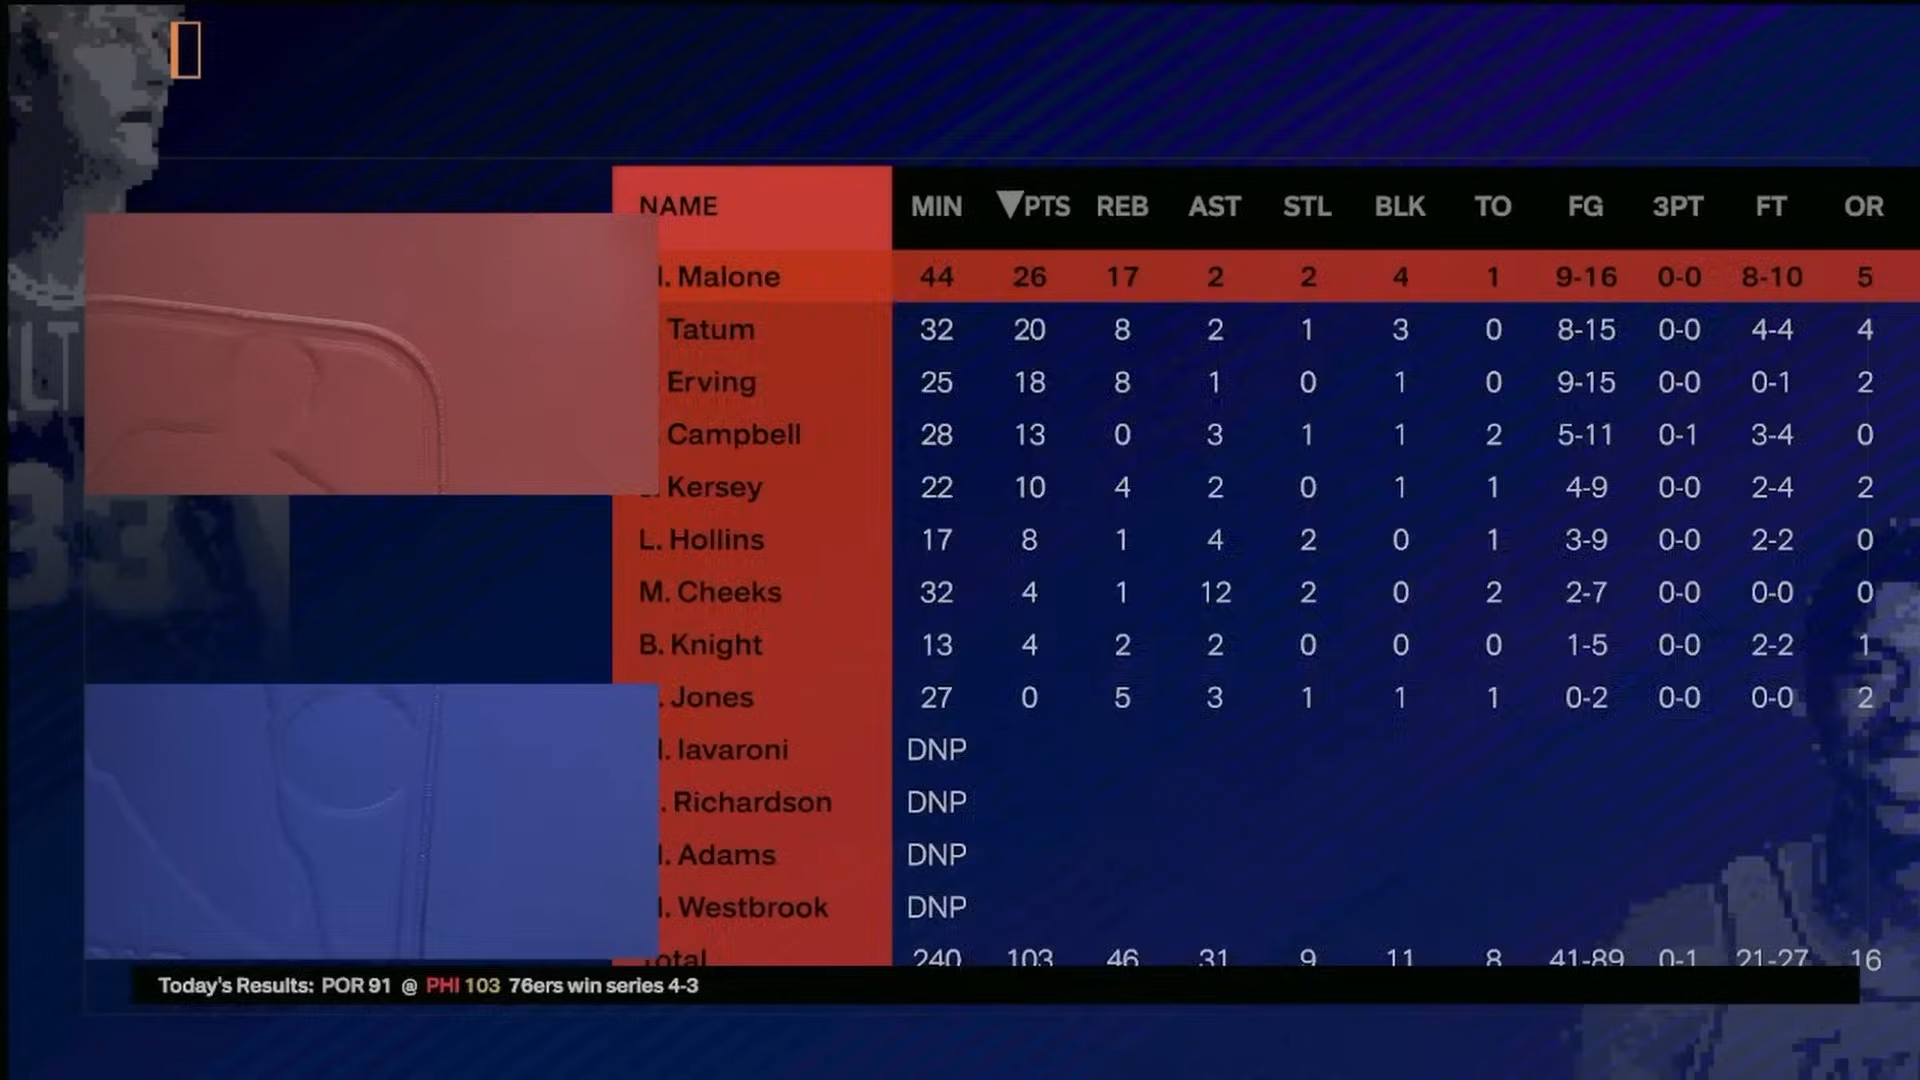 NAME MIN ▼PTS REB AST STL BLK TO FG 3PT FT OR
. Malone 44 26 17 2 2 4 1 9-16 0-0 8-10 5
Tatum 32 20 8 2 1 3 0 8-15 0-0 4-4 4
Erving 25 18 8 1 0 1 0 9-15 0-0 0-1 2
Campbell 28 13 0 3 1 1 2 5-11 0-1 3-4 0
Kersey 22 10 4 2 0 1 1 4-9 0-0 2-4 2
L. Hollins 17 8 1 4 2 0 1 3-9 0-0 2-2 0
M. Cheeks 32 4 1 12 2 0 2 2-7 0-0 0-0 0
B. Knight 13 4 2 2 0 0 0 1-5 0-0 2-2 1
. Jones 27 0 5 3 1 1 1 0-2 0-0 0-0 2
. Iavaroni DNP
. Richardson DNP
. Adams DNP
. Westbrook DNP
Total 240 103 46 31 9 11 8 41-89 0-1 21-27 16
Today's Results: POR 91 @ PHI 103 76ers win series 4-3
33